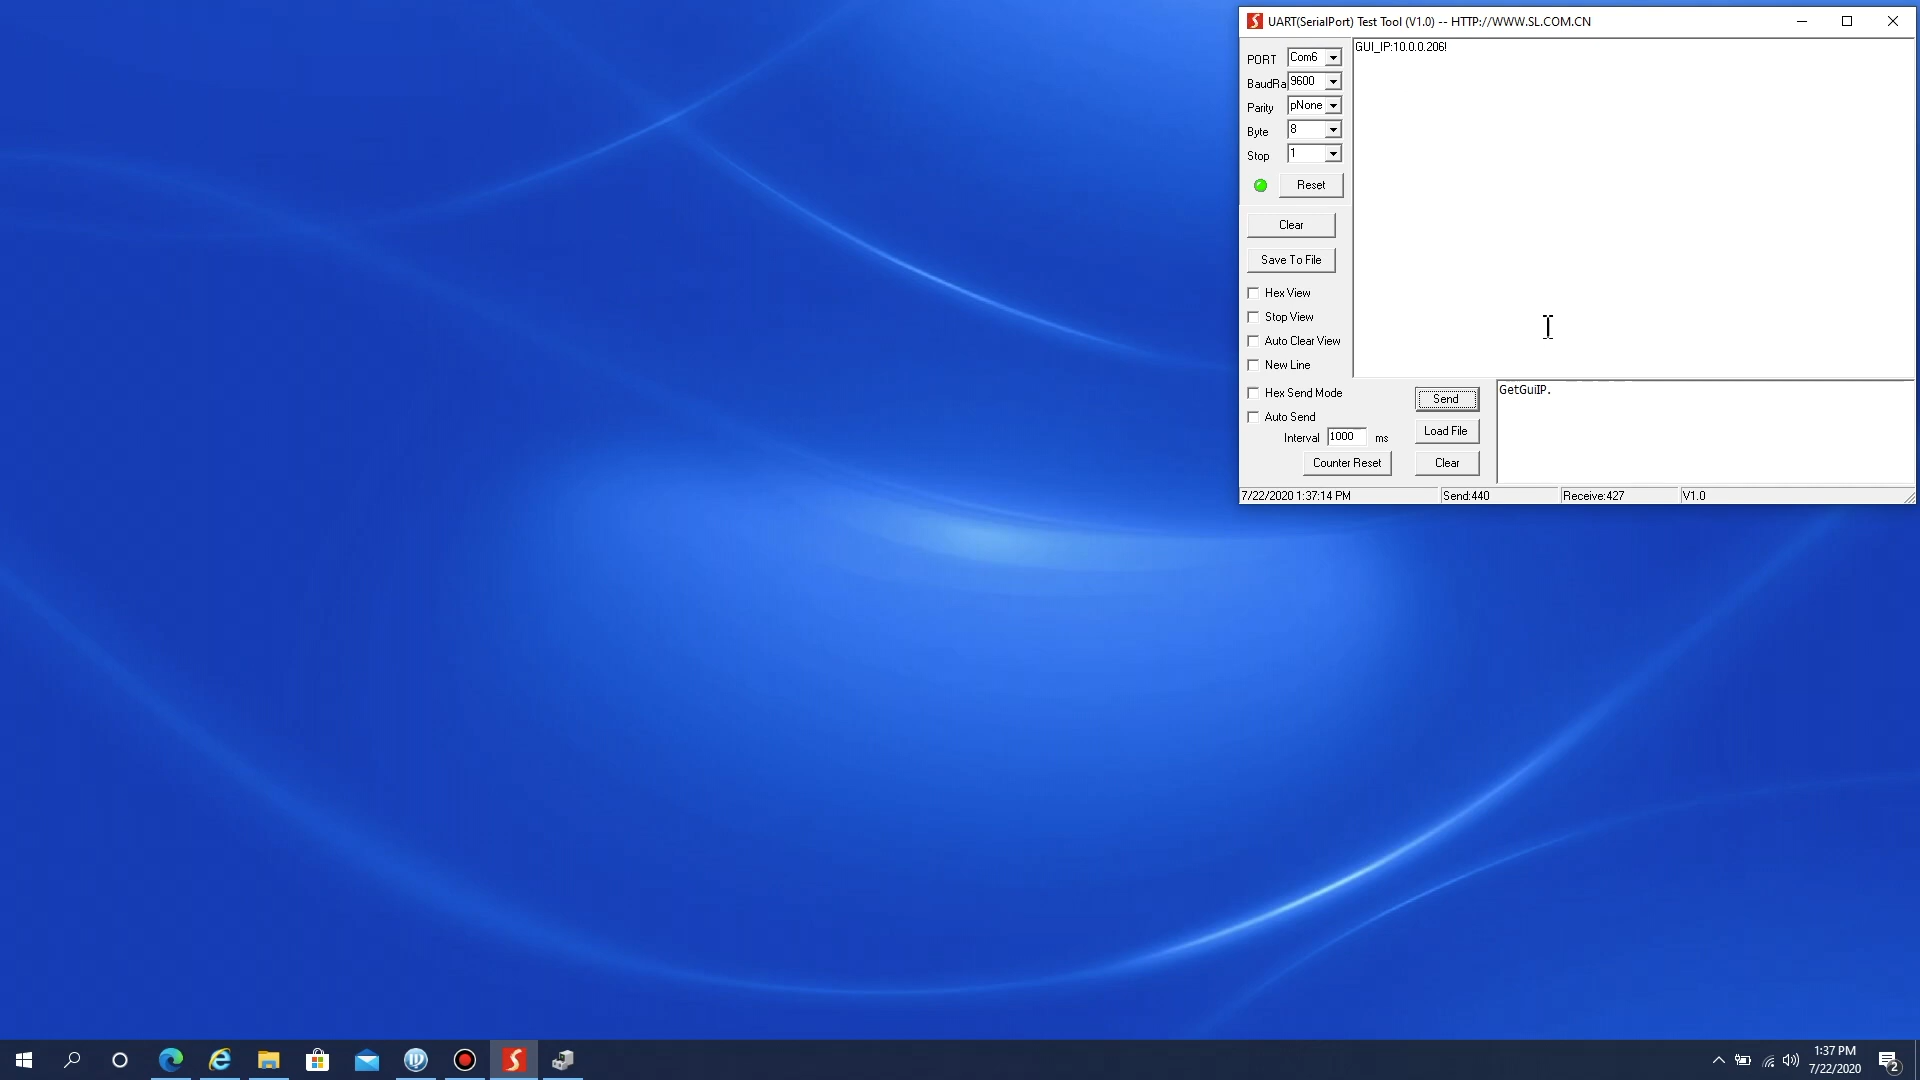 UART(SerialPort) Test Tool (V1.0) -- HTTP://WWW.SL.COM.CN
PORT Com6
BaudRa 9600
Parity pNone
Byte 8
Stop 1
Reset
Clear
Save To File
Hex View
Stop View
Auto Clear View
New Line
GUI_IP:10.0.0.206!
Hex Send Mode
Auto Send
Interval 1000 ms
Counter Reset
Send
Load File
Clear
GetGuiIP.
7/22/2020 1:37:14 PM Send:440 Receive:427 V1.0
1:37 PM
7/22/2020
2